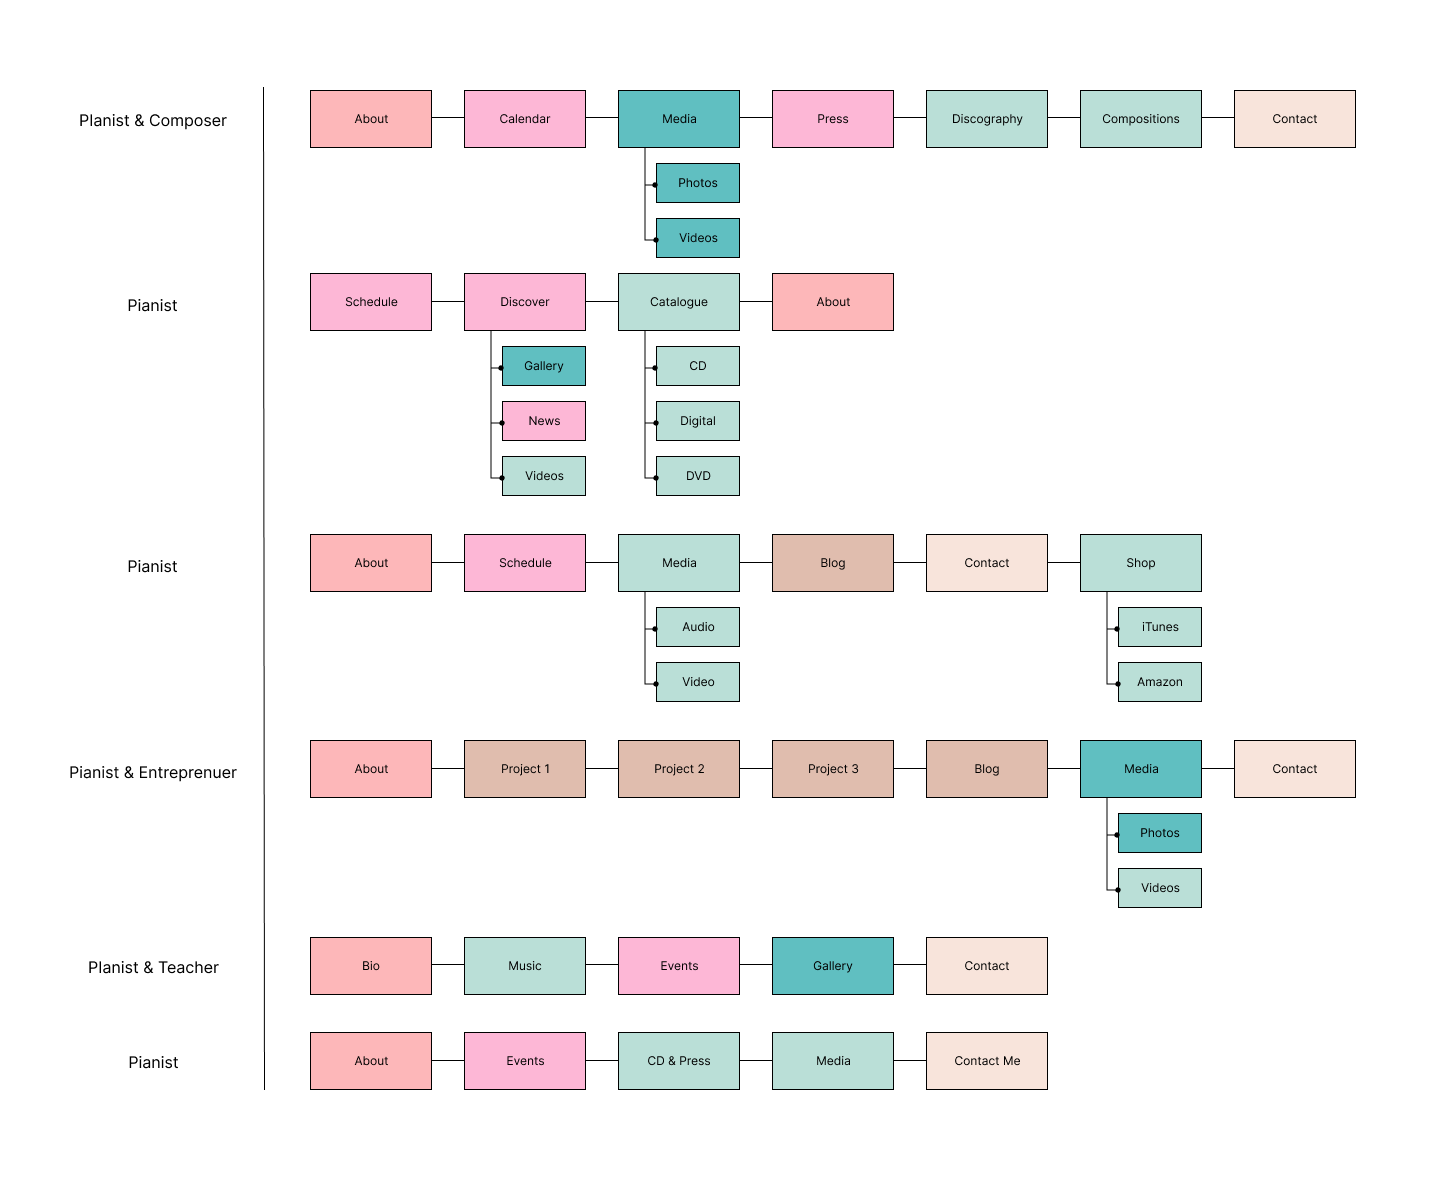 Planist & Composer
About
Calendar
Media
Press
Discography
Compositions
Contact
Photos
Videos
Pianist
Schedule
Discover
Catalogue
About
Gallery
CD
News
Digital
Videos
DVD
Pianist
About
Schedule
Media
Blog
Contact
Shop
Audio
iTunes
Video
Amazon
Pianist & Entreprenuer
About
Project 1
Project 2
Project 3
Blog
Media
Contact
Photos
Videos
Planist & Teacher
Bio
Music
Events
Gallery
Contact
Pianist
About
Events
CD & Press
Media
Contact Me